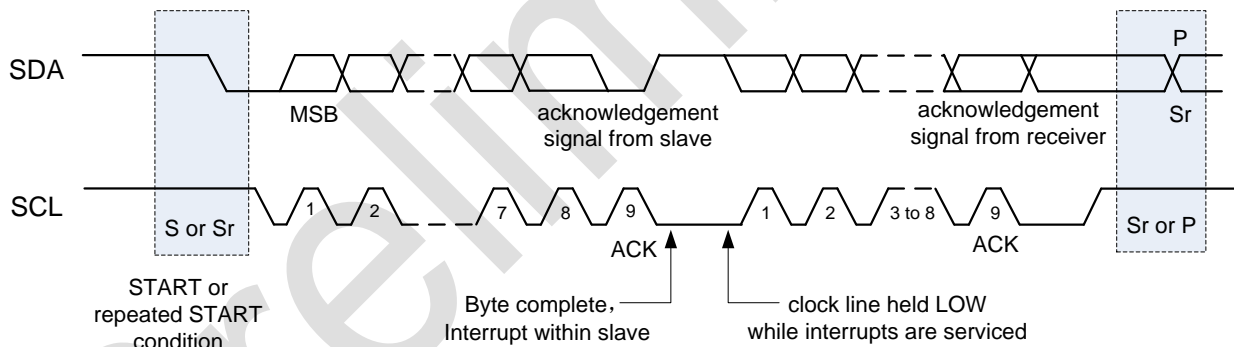 P
SDA
MSB
acknowledgement
signal from slave
acknowledgement
signal from receiver
Sr
SCL
1
2
7
8
9
1
2
3 to 8
9
S or Sr
ACK
ACK
Sr or P
START or
repeated START
condition
Byte complete,
Interrupt within slave
clock line held LOW
while interrupts are serviced